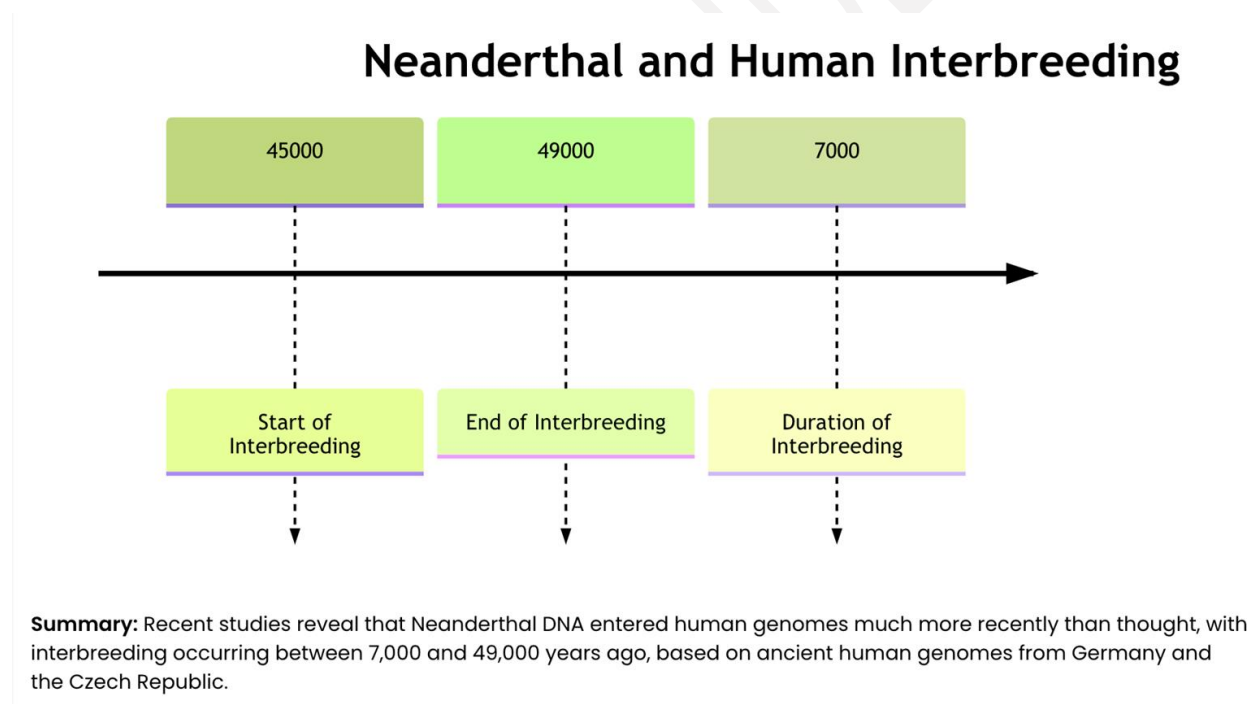 Neanderthal and Human Interbreeding
45000
49000
7000
Start of
Interbreeding
End of Interbreeding
Duration of
Interbreeding
Summary: Recent studies reveal that Neanderthal DNA entered human genomes much more recently than thought, with
interbreeding occurring between 7,000 and 49,000 years ago, based on ancient human genomes from Germany and
the Czech Republic.